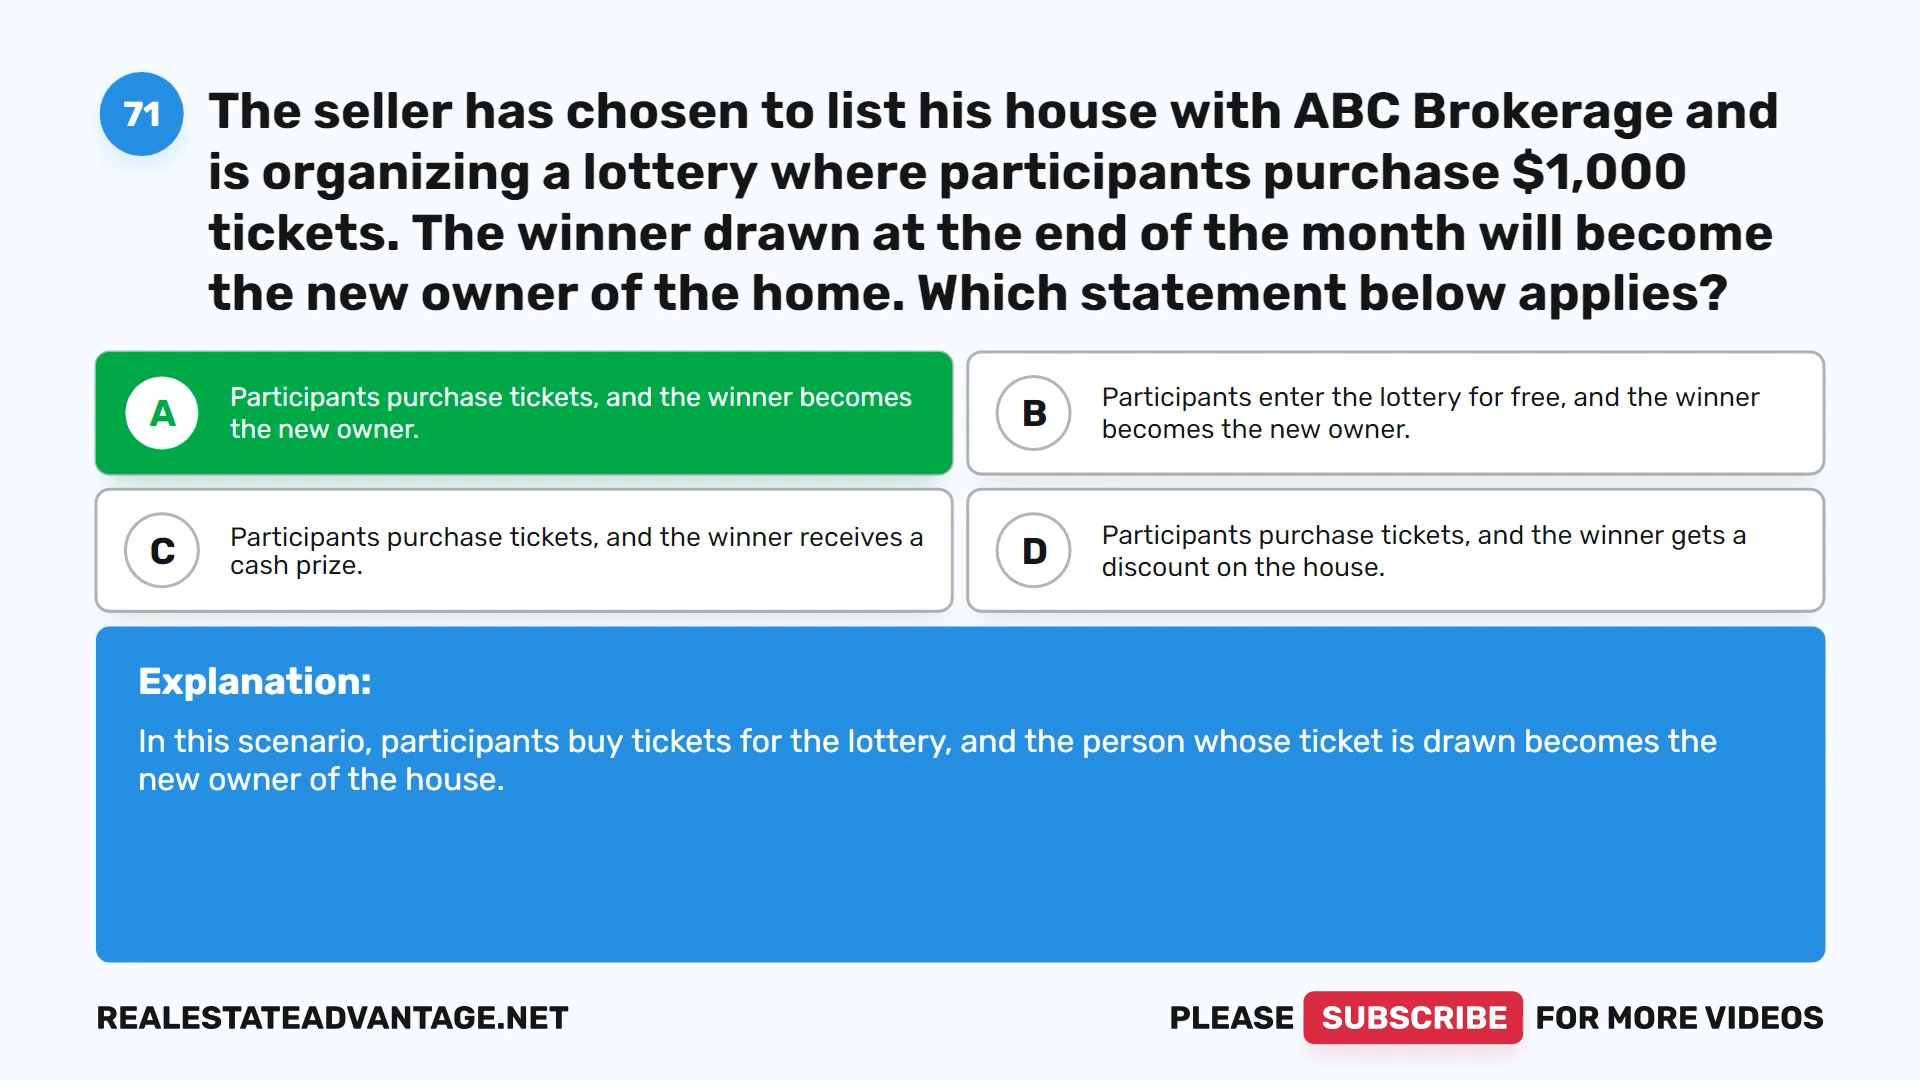 71
The seller has chosen to list his house with ABC Brokerage and
is organizing a lottery where participants purchase $1,000
tickets. The winner drawn at the end of the month will become
the new owner of the home. Which statement below applies?
A
Participants purchase tickets, and the winner becomes
the new owner.
B
Participants enter the lottery for free, and the winner
becomes the new owner.
C
Participants purchase tickets, and the winner receives a
cash prize.
D
Participants purchase tickets, and the winner gets a
discount on the house.
Explanation:
In this scenario, participants buy tickets for the lottery, and the person whose ticket is drawn becomes the
new owner of the house.
REALESTATEADVANTAGE.NET
PLEASE SUBSCRIBE FOR MORE VIDEOS